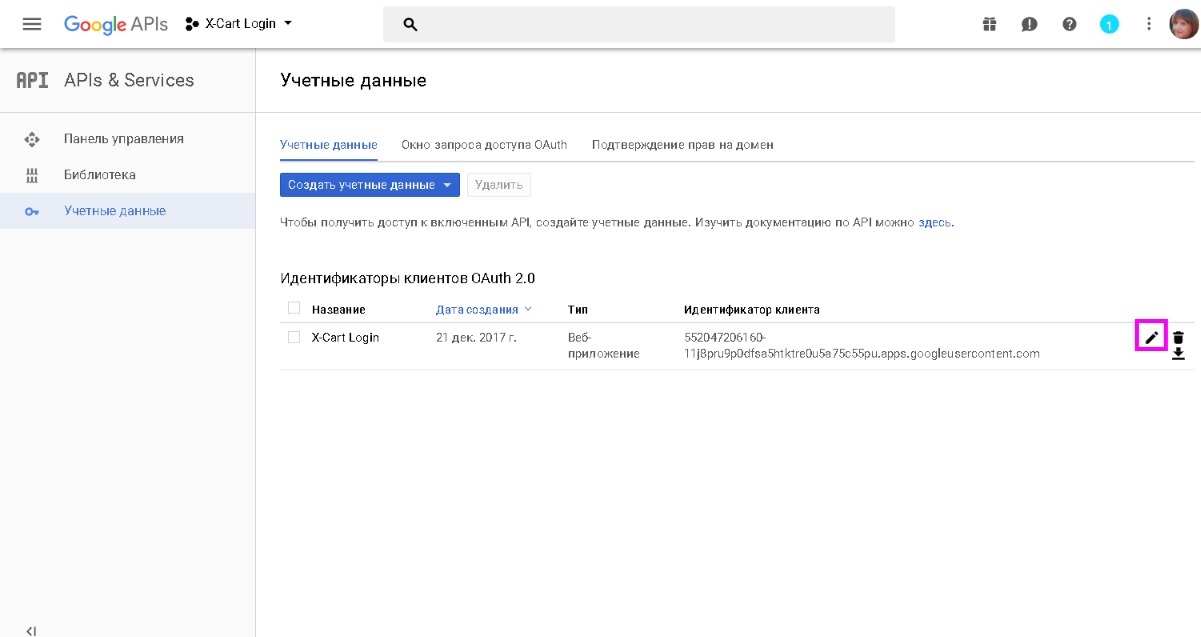 Google APIs X-Cart Login 1
API APIs & Services
Учетные данные
Панель управления
Библиотека
Учетные данные
Учетные данные Окно запроса доступа OAuth Подтверждение прав на домен
Создать учетные данные Удалить
Чтобы получить доступ к включенным API, создайте учетные данные. Изучить документацию по API можно здесь.
Идентификаторы клиентов OAuth 2.0
Название Дата создания Тип Идентификатор клиента
X-Cart Login 21 дек. 2017 г. Веб- 552047206160-
приложение 11j8pru9p0dfsa5htktre0u5a75c55pu.apps.googleusercontent.com